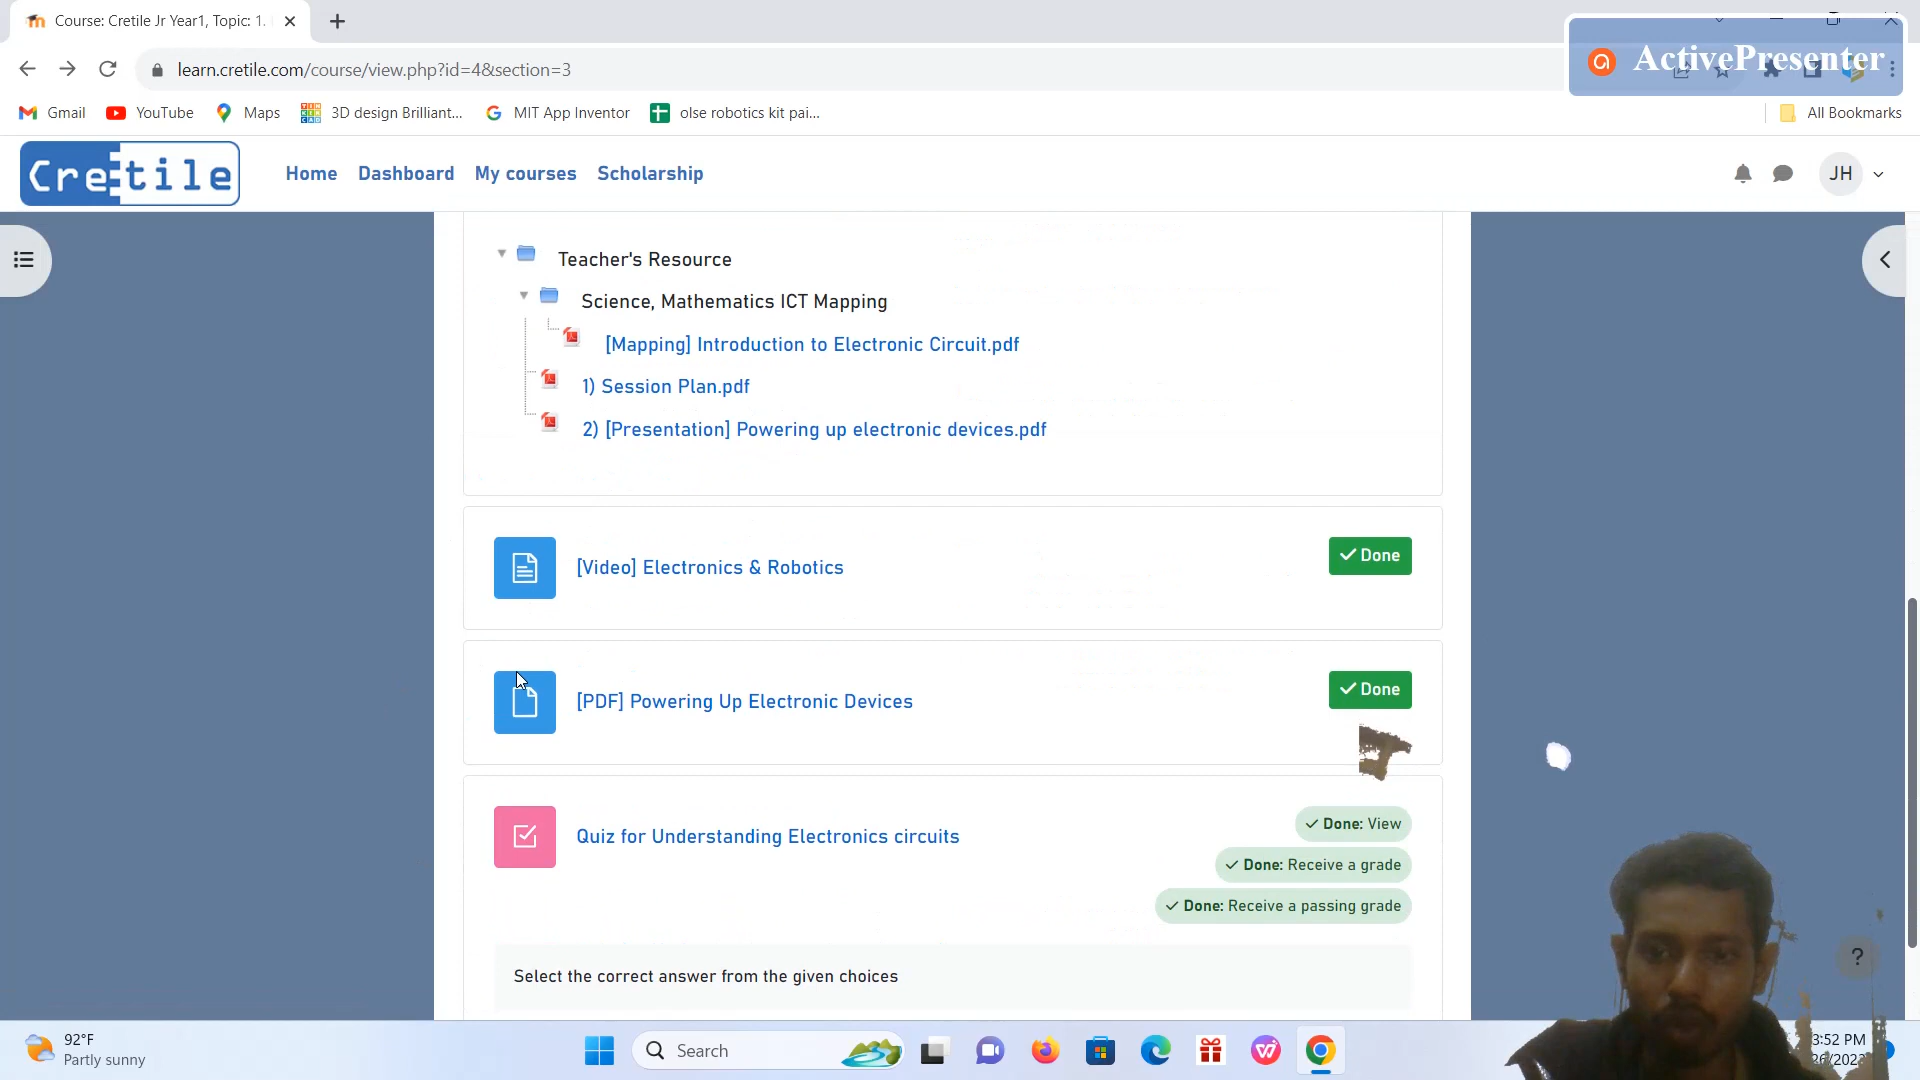 Course: Cretile Jr Year1, Topic: 1.
ActivePresenter
learn.cretile.com/course/view.php?id=4&section=3
Gmail YouTube Maps 3D design Brilliant... MIT App Inventor olse robotics kit pai... All Bookmarks
Cretile Home Dashboard My courses Scholarship JH
Teacher's Resource
Science, Mathematics ICT Mapping
[Mapping] Introduction to Electronic Circuit.pdf
1) Session Plan.pdf
2) [Presentation] Powering up electronic devices.pdf
[Video] Electronics & Robotics Done
[PDF] Powering Up Electronic Devices Done
Quiz for Understanding Electronics circuits
Done: View
Done: Receive a grade
Done: Receive a passing grade
?
Select the correct answer from the given choices
92°F
Partly sunny
Search
3:52 PM